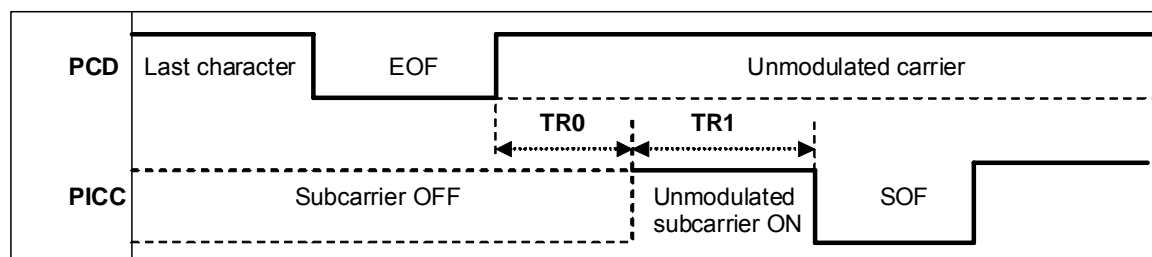 PCD
Last character
EOF
Unmodulated carrier
TR0
TR1
PICC
Subcarrier OFF
Unmodulated
subcarrier ON
SOF